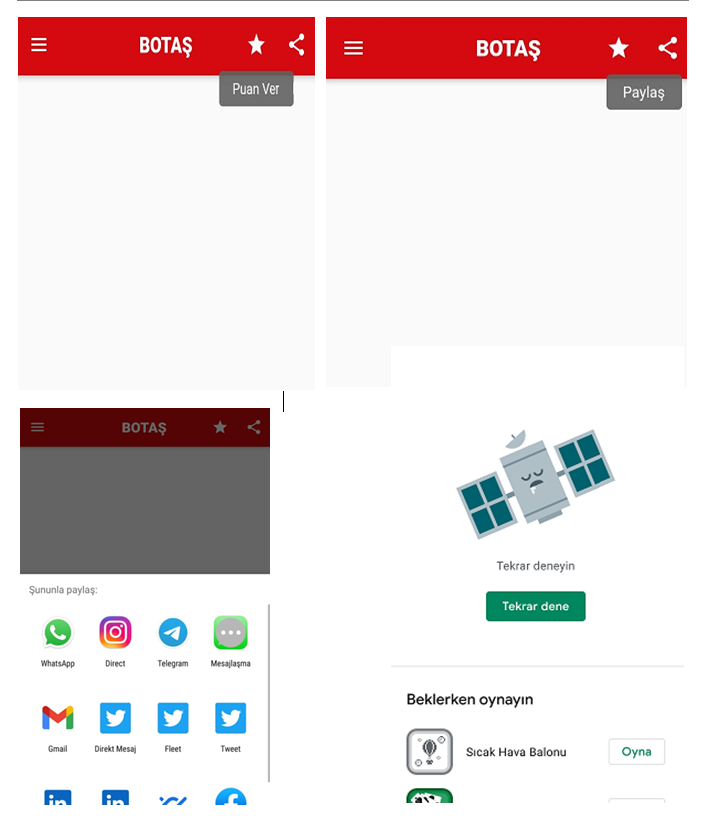 BOTAŞ
Puan Ver
BOTAŞ
Paylaş
BOTAŞ
Şununla paylaş:
WhatsApp Direct Telegram Mesajlaşma
Gmail Direkt Mesaj Fleet Tweet
Tekrar deneyin
Tekrar dene
Beklerken oynayın
Sıcak Hava Balonu Oyna